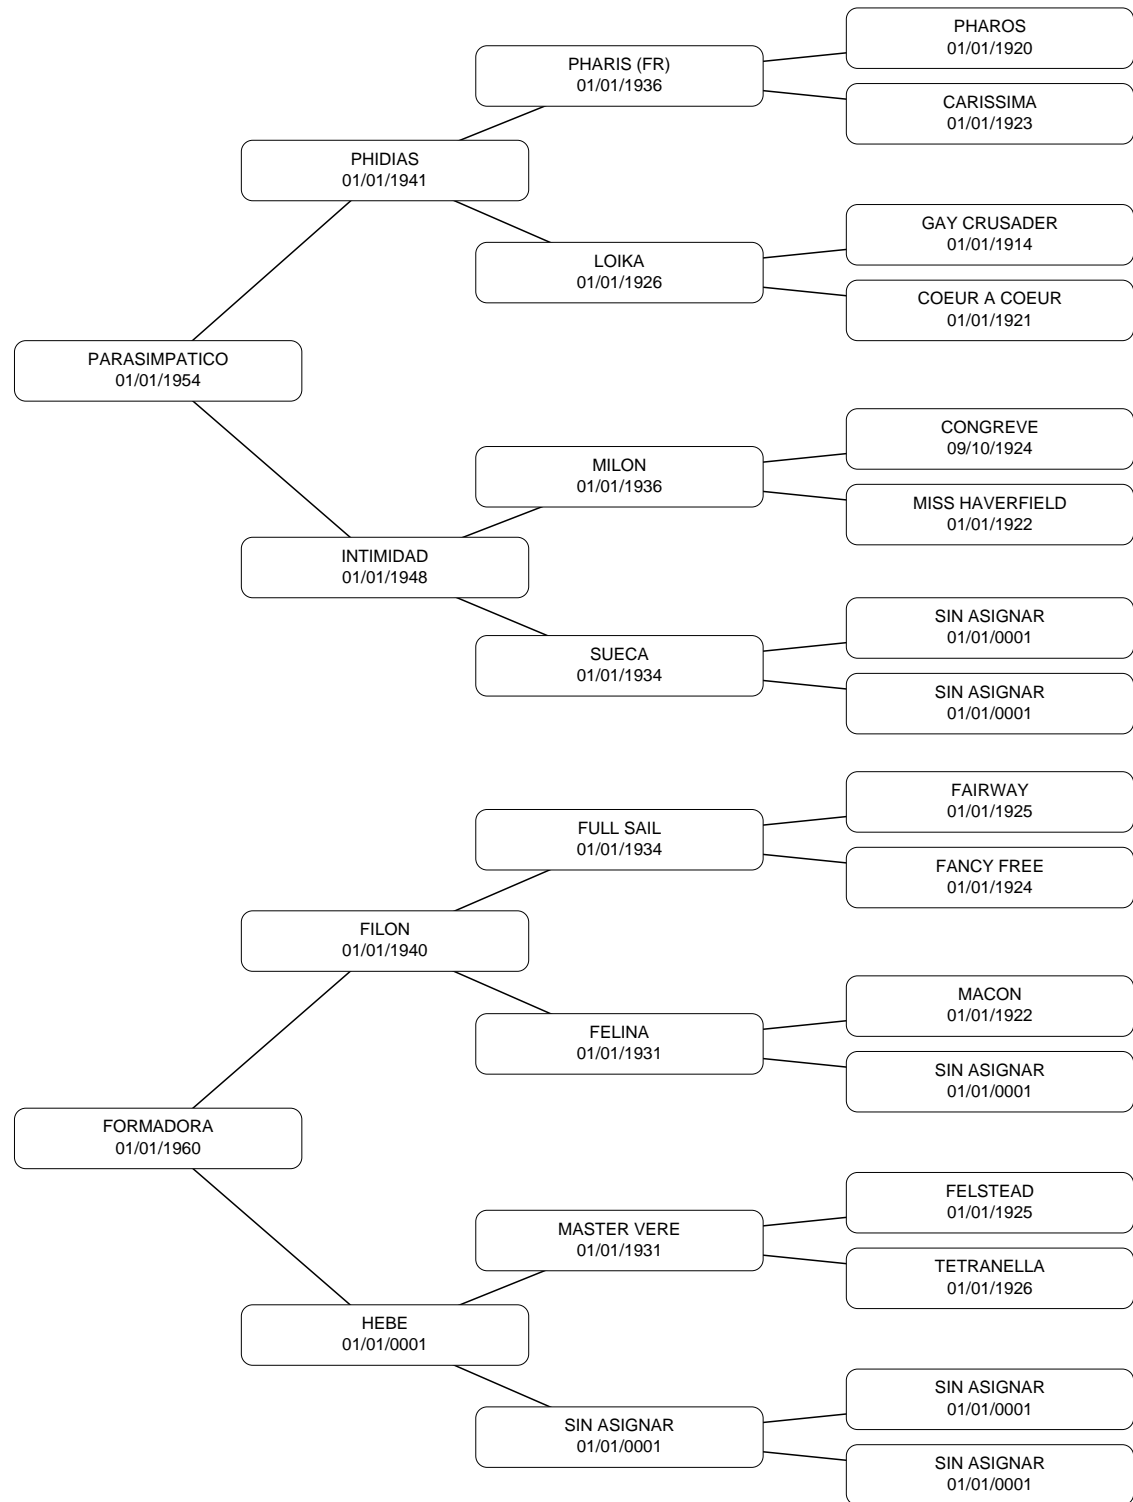 PHAROS
01/01/1920
PHARIS (FR)
01/01/1936
CARISSIMA
01/01/1923
PHIDIAS
01/01/1941
GAY CRUSADER
01/01/1914
LOIKA
01/01/1926
COEUR A COEUR
01/01/1921
PARASIMPATICO
01/01/1954
CONGREVE
09/10/1924
MILON
01/01/1936
MISS HAVERFIELD
01/01/1922
INTIMIDAD
01/01/1948
SIN ASIGNAR
01/01/0001
SUECA
01/01/1934
SIN ASIGNAR
01/01/0001
FAIRWAY
01/01/1925
FULL SAIL
01/01/1934
FANCY FREE
01/01/1924
FILON
01/01/1940
MACON
01/01/1922
FELINA
01/01/1931
SIN ASIGNAR
01/01/0001
FORMADORA
01/01/1960
FELSTEAD
01/01/1925
MASTER VERE
01/01/1931
TETRANELLA
01/01/1926
HEBE
01/01/0001
SIN ASIGNAR
01/01/0001
SIN ASIGNAR
01/01/0001
SIN ASIGNAR
01/01/0001